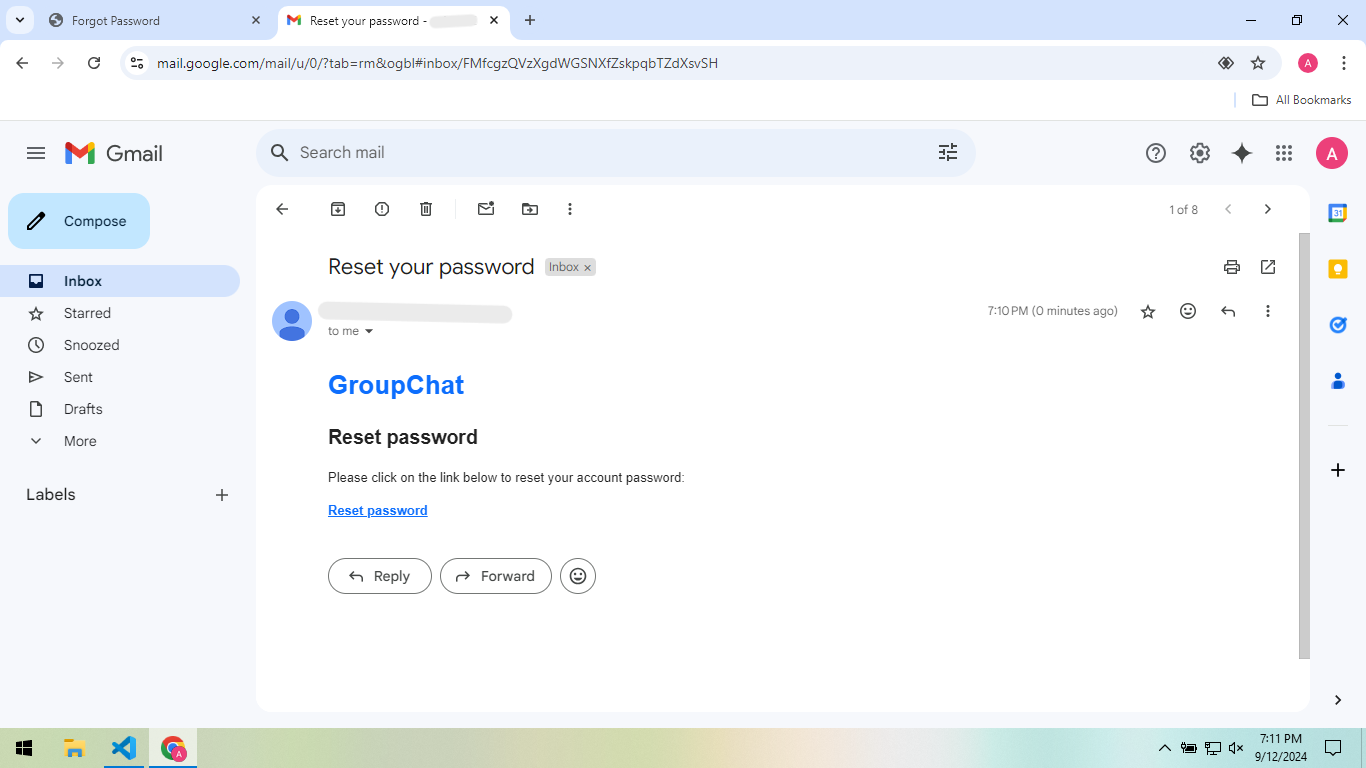 Forgot Password
Reset your password -
mail.google.com/mail/u/0/?tab=rm&ogbl#inbox/FMfcgzQVzXgdWGSNXfZskpqbTZdXsvSH
A
All Bookmarks
Gmail
Search mail
A
Compose
1 of 8
31
Inbox
Starred
Snoozed
Sent
Drafts
More
Labels
Reset your password
Inbox ×
7:10 PM (0 minutes ago)
to me
GroupChat
Reset password
Please click on the link below to reset your account password:
Reset password
Reply
Forward
A
7:11 PM
9/12/2024